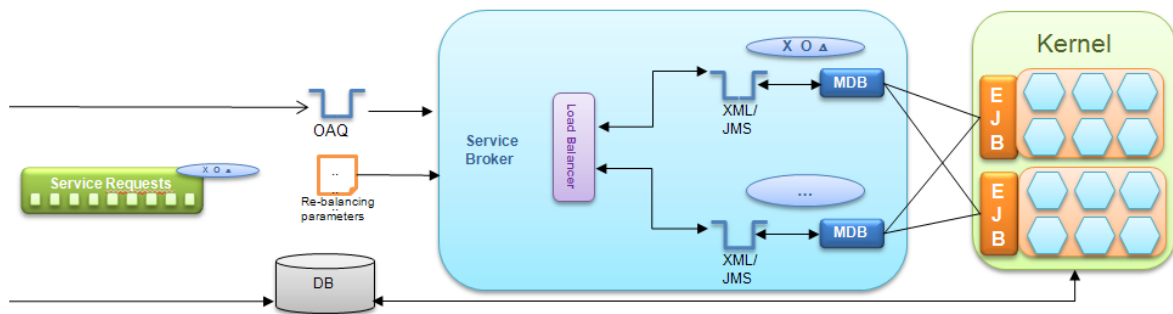 Service Requests
X O Δ
OAQ
..
..
..
Re-balancing
parameters
DB
Service
Broker
Load Balancer
X O Δ
XML/
JMS
MDB
...
XML/
JMS
MDB
Kernel
E
J
B
E
J
B